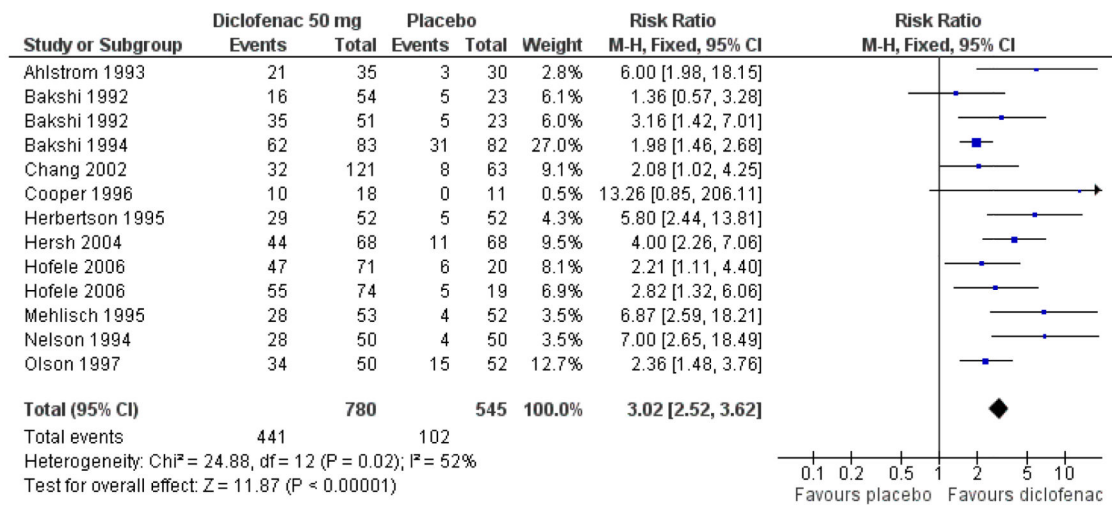 Diclofenac 50 mg Placebo Risk Ratio Risk Ratio
Study or Subgroup Events Total Events Total Weight M-H, Fixed, 95% CI M-H, Fixed, 95% CI
Ahlstrom 1993 21 35 3 30 2.8% 6.00 [1.98, 18.15]
Bakshi 1992 16 54 5 23 6.1% 1.36 [0.57, 3.28]
Bakshi 1992 35 51 5 23 6.0% 3.16 [1.42, 7.01]
Bakshi 1994 62 83 31 82 27.0% 1.98 [1.46, 2.68]
Chang 2002 32 121 8 63 9.1% 2.08 [1.02, 4.25]
Cooper 1996 10 18 0 11 0.5% 13.26 [0.85, 206.11]
Herbertson 1995 29 52 5 52 4.3% 5.80 [2.44, 13.81]
Hersh 2004 44 68 11 68 9.5% 4.00 [2.26, 7.06]
Hofele 2006 47 71 6 20 8.1% 2.21 [1.11, 4.40]
Hofele 2006 55 74 5 19 6.9% 2.82 [1.32, 6.06]
Mehlisch 1995 28 53 4 52 3.5% 6.87 [2.59, 18.21]
Nelson 1994 28 50 4 50 3.5% 7.00 [2.65, 18.49]
Olson 1997 34 50 15 52 12.7% 2.36 [1.48, 3.76]
Total (95% CI) 780 545 100.0% 3.02 [2.52, 3.62]
Total events 441 102
Heterogeneity: Chi² = 24.88, df = 12 (P = 0.02); I² = 52%
Test for overall effect: Z = 11.87 (P < 0.00001)
0.1 0.2 0.5 1 2 5 10
Favours placebo Favours diclofenac